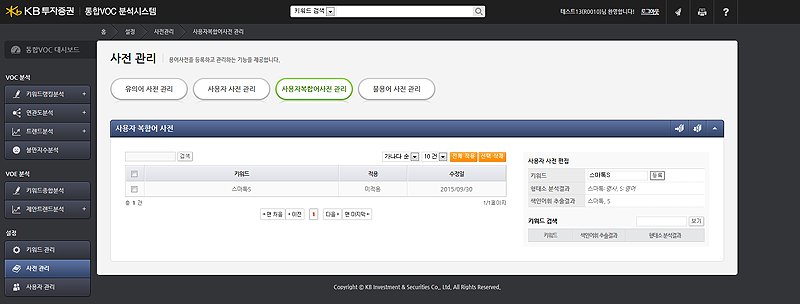 KB투자증권 | 통합VOC 분석시스템
키워드 검색
테스트13(R0010)님 환영합니다! 로그아웃
홈 설정 사전관리 사용자복합어사전 관리
통합VOC 대시보드
사전 관리
용어사전을 등록하고 관리하는 기능을 제공합니다.
VOC 분석
키워드랭킹분석 +
연관도분석
트렌드분석 +
불만지수분석
VOE 분석
키워드종합분석 +
제안트렌드분석 +
설정
키워드 관리
사전 관리
사용자 관리
유의어 사전 관리
사용자 사전 관리
사용자복합어사전 관리
불용어 사전 관리
사용자 복합어 사전
검색
가나다 순
10 건
전체 적용
선택 삭제
키워드 적용 수정일
스마톡S 미적용 2015/09/30
총 1 건
1/1페이지
맨 처음 이전 1 다음 맨 마지막
사용자 사전 편집
키워드 스마톡S 등록
형태소 분석결과 스마톡:명사, S:영어
색인어휘 추출결과 스마톡, S
키워드 검색 보기
키워드 색인어휘 추출결과 형태소 분석결과
Copyright © KB Investment & Securities Co., Ltd, All Rights Reserved.